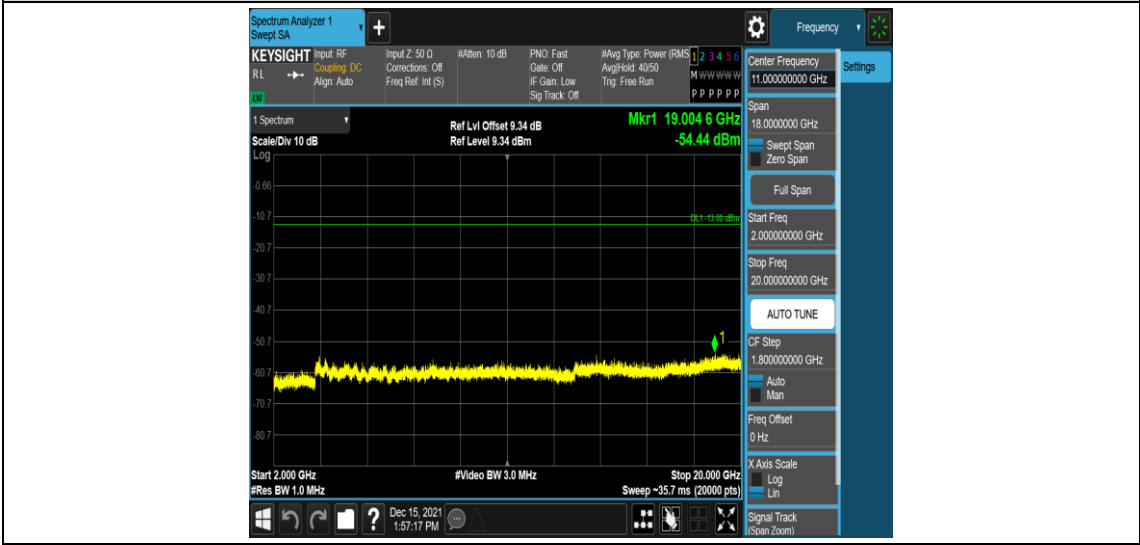 Spectrum Analyzer 1
Swept SA
+
Frequency
KEYSIGHT
RL
LM
Input: RF
Coupling: DC
Align: Auto
Input Z: 50 Ω
Corrections: Off
Freq Ref: Int (S)
#Atten: 10 dB
PNO: Fast
Gate: Off
IF Gain: Low
Sig Track: Off
#Avg Type: Power (RMS
Avg|Hold: 40/50
Trig: Free Run
1 2 3 4 5 6
M W W W W W
P P P P P P
1 Spectrum
Scale/Div 10 dB
Log
Ref Lvl Offset 9.34 dB
Ref Level 9.34 dBm
Mkr1 19.004 6 GHz
-54.44 dBm
-0.66
-10.7
DL1 -13.00 dBm
-20.7
-30.7
-40.7
-50.7
1
-60.7
-70.7
-80.7
Start 2.000 GHz
#Video BW 3.0 MHz
Stop 20.000 GHz
#Res BW 1.0 MHz
Sweep ~35.7 ms (20000 pts)
?
Dec 15, 2021
1:57:17 PM
Center Frequency
11.000000000 GHz
Settings
Span
18.0000000 GHz
Swept Span
Zero Span
Full Span
Start Freq
2.000000000 GHz
Stop Freq
20.000000000 GHz
AUTO TUNE
CF Step
1.800000000 GHz
Auto
Man
Freq Offset
0 Hz
X Axis Scale
Log
Lin
Signal Track
(Span Zoom)